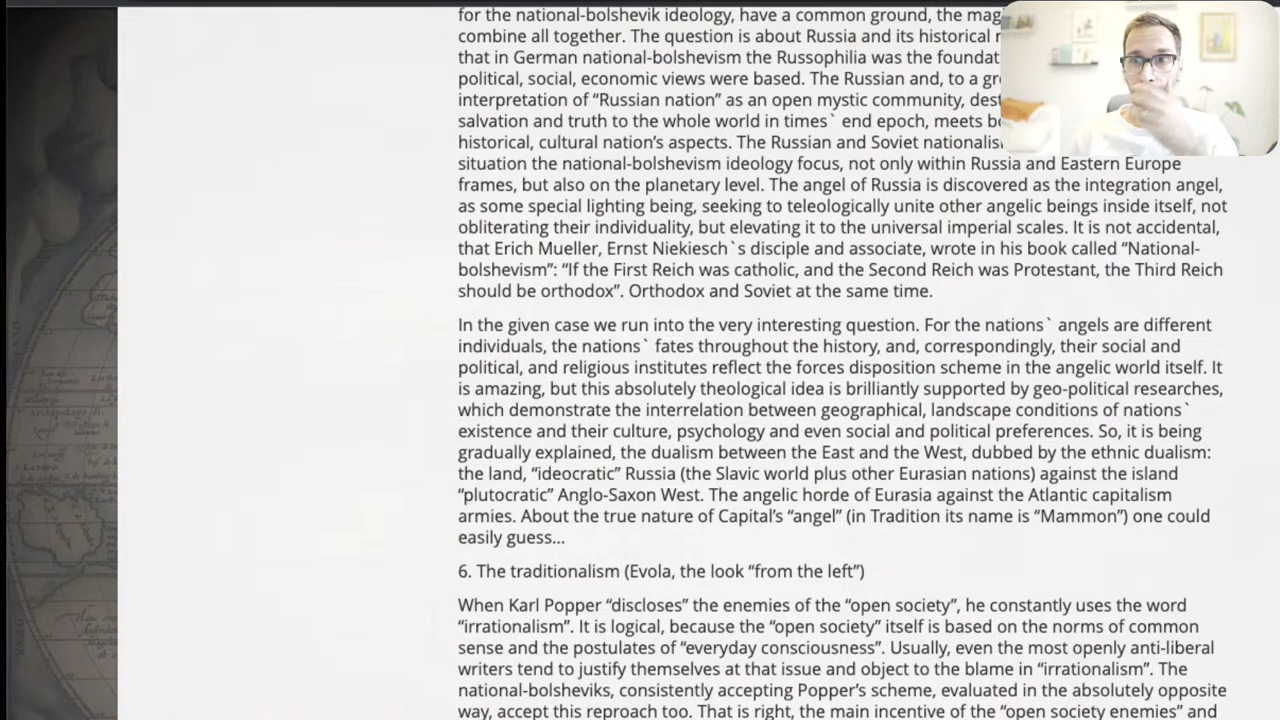 for the national-bolshevik ideology, have a common ground, the
combine all together. The question is about Russia and its historical
that in German national-bolshevism the Russophilia was the
political, social, economic views were based. The Russian and, to a
interpretation of “Russian nation” as an open mystic community,
salvation and truth to the whole world in times` end epoch, meets
historical, cultural nation’s aspects. The Russian and Soviet
situation the national-bolshevism ideology focus, not only within Russia and Eastern Europe
frames, but also on the planetary level. The angel of Russia is discovered as the integration angel,
as some special lighting being, seeking to teleologically unite other angelic beings inside itself, not
obliterating their individuality, but elevating it to the universal imperial scales. It is not accidental,
that Erich Mueller, Ernst Niekiesch`s disciple and associate, wrote in his book called “National-
bolshevism”: “If the First Reich was catholic, and the Second Reich was Protestant, the Third Reich
should be orthodox”. Orthodox and Soviet at the same time.
In the given case we run into the very interesting question. For the nations` angels are different
individuals, the nations` fates throughout the history, and, correspondingly, their social and
political, and religious institutes reflect the forces disposition scheme in the angelic world itself. It
is amazing, but this absolutely theological idea is brilliantly supported by geo-political researches,
which demonstrate the interrelation between geographical, landscape conditions of nations`
existence and their culture, psychology and even social and political preferences. So, it is being
gradually explained, the dualism between the East and the West, dubbed by the ethnic dualism:
the land, “ideocratic” Russia (the Slavic world plus other Eurasian nations) against the island
“plutocratic” Anglo-Saxon West. The angelic horde of Eurasia against the Atlantic capitalism
armies. About the true nature of Capital’s “angel” (in Tradition its name is “Mammon”) one could
easily guess…
6. The traditionalism (Evola, the look “from the left”)
When Karl Popper “discloses” the enemies of the “open society”, he constantly uses the word
“irrationalism”. It is logical, because the “open society” itself is based on the norms of common
sense and the postulates of “everyday consciousness”. Usually, even the most openly anti-liberal
writers tend to justify themselves at that issue and object to the blame in “irrationalism”. The
national-bolsheviks, consistently accepting Popper’s scheme, evaluated in the absolutely opposite
way, accept this reproach too. That is right, the main incentive of the “open society enemies” and